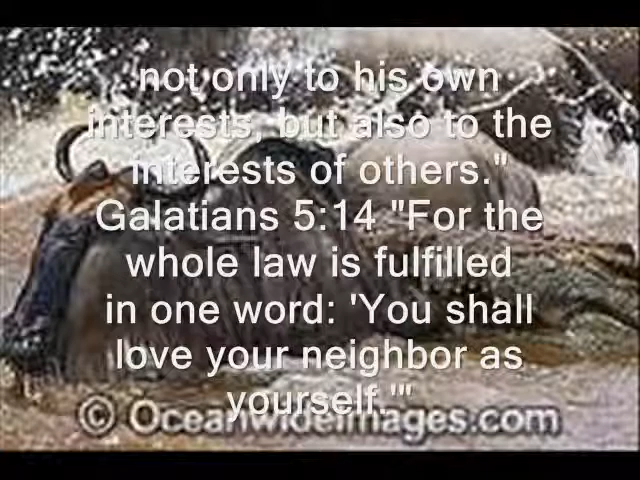 not only to his own
interests, but also to the
interests of others."
Galatians 5:14 "For the
whole law is fulfilled
in one word: 'You shall
love your neighbor as
yourself.'"
© OceanwideImages.com